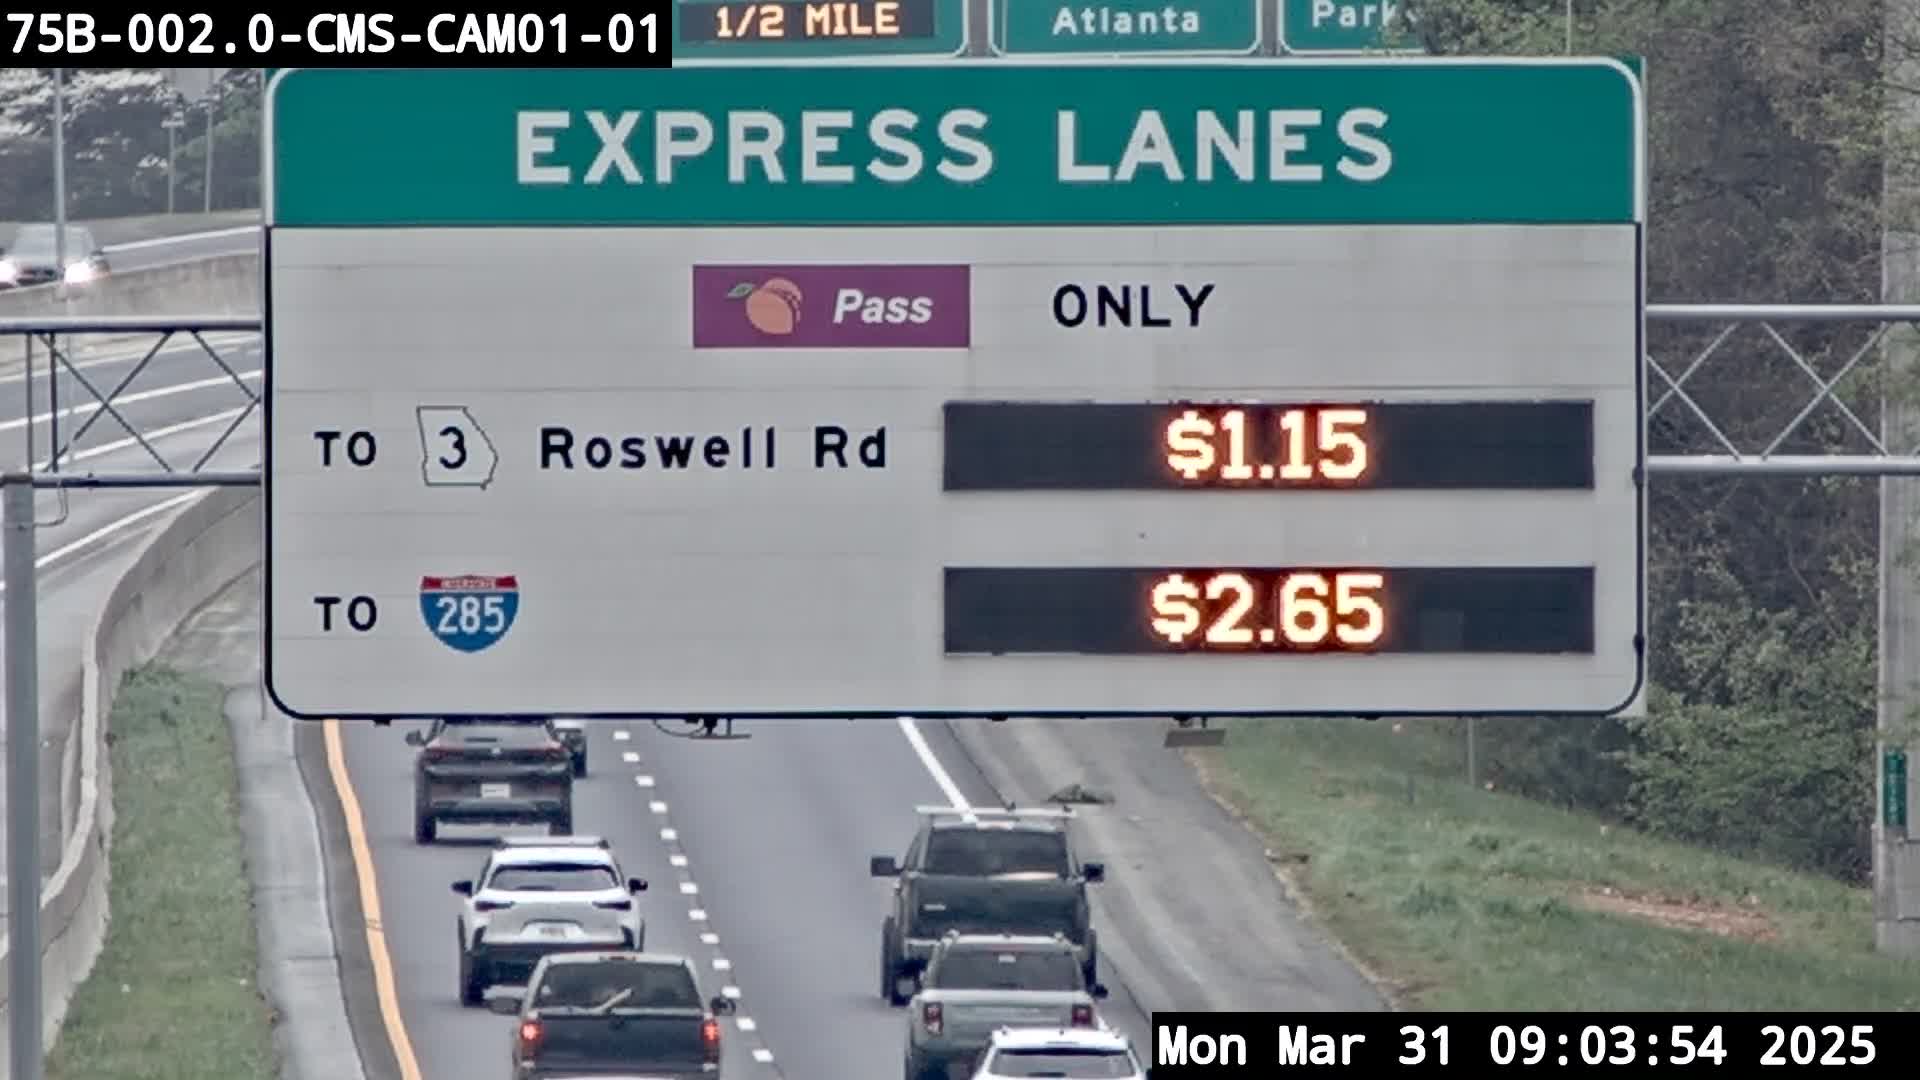 75B-002.0-CMS-CAM01-01
1/2 MILE
Atlanta
Park
EXPRESS LANES
Pass ONLY
TO 3 Roswell Rd $1.15
TO 285 $2.65
Mon Mar 31 09:03:54 2025